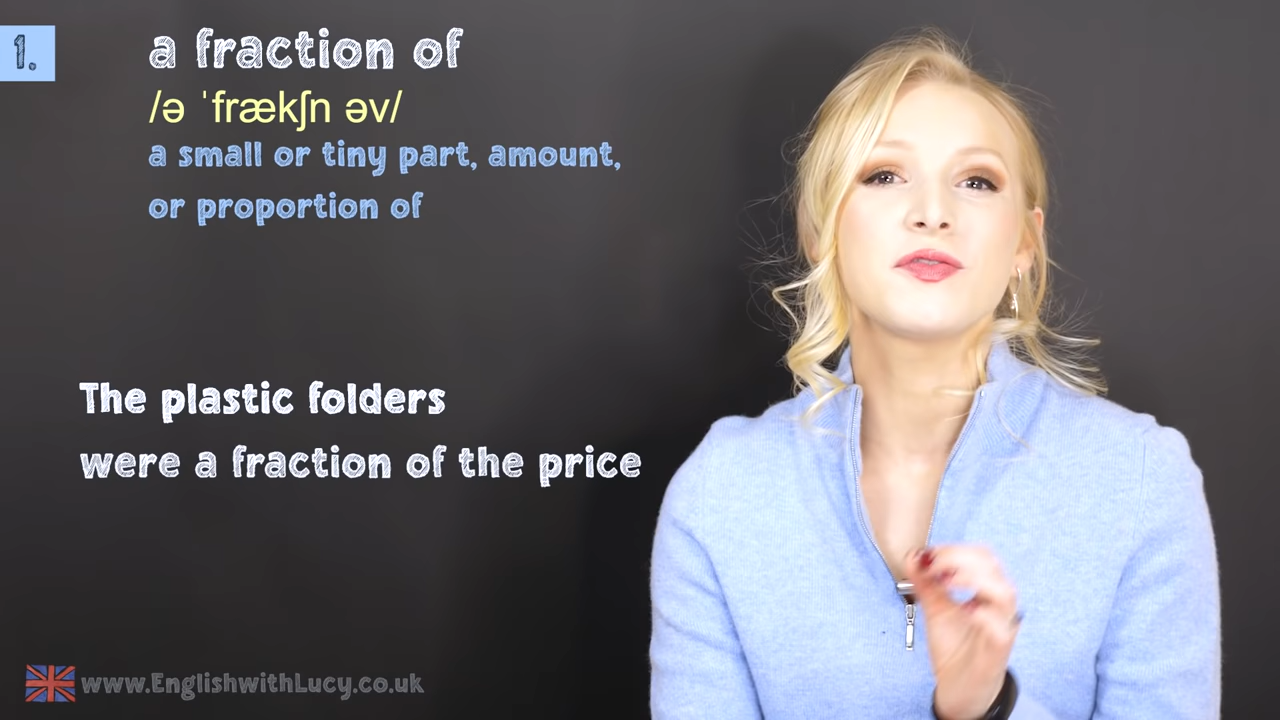 1.
a fraction of
/ə ˈfrækʃn əv/
a small or tiny part, amount,
or proportion of
The plastic folders
were a fraction of the price
www.EnglishwithLucy.co.uk